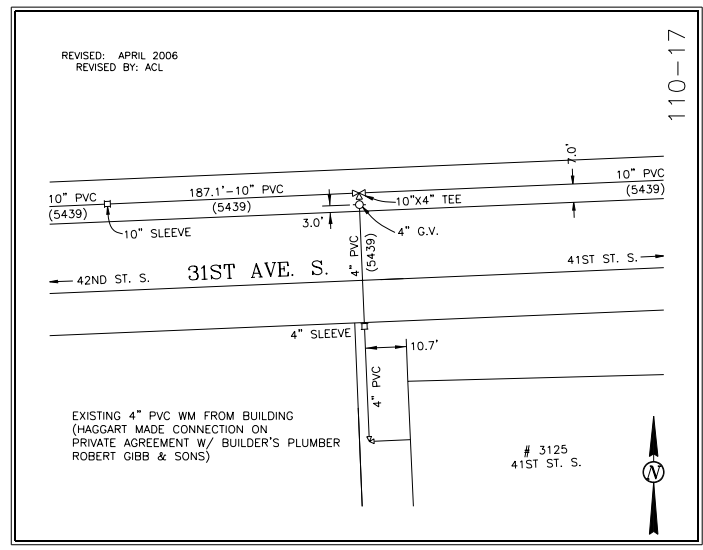 REVISED: APRIL 2006
REVISED BY: ACL
110-17
7.0'
10" PVC
(5439)
187.1'-10" PVC
(5439)
10" PVC
(5439)
10"X4" TEE
10" SLEEVE
3.0'
4" G.V.
4" PVC
(5439)
42ND ST. S.
31ST AVE. S.
41ST ST. S.
4" SLEEVE
10.7'
4" PVC
EXISTING 4" PVC WM FROM BUILDING
(HAGGART MADE CONNECTION ON
PRIVATE AGREEMENT W/ BUILDER'S PLUMBER
ROBERT GIBB & SONS)
# 3125
41ST ST. S.
N